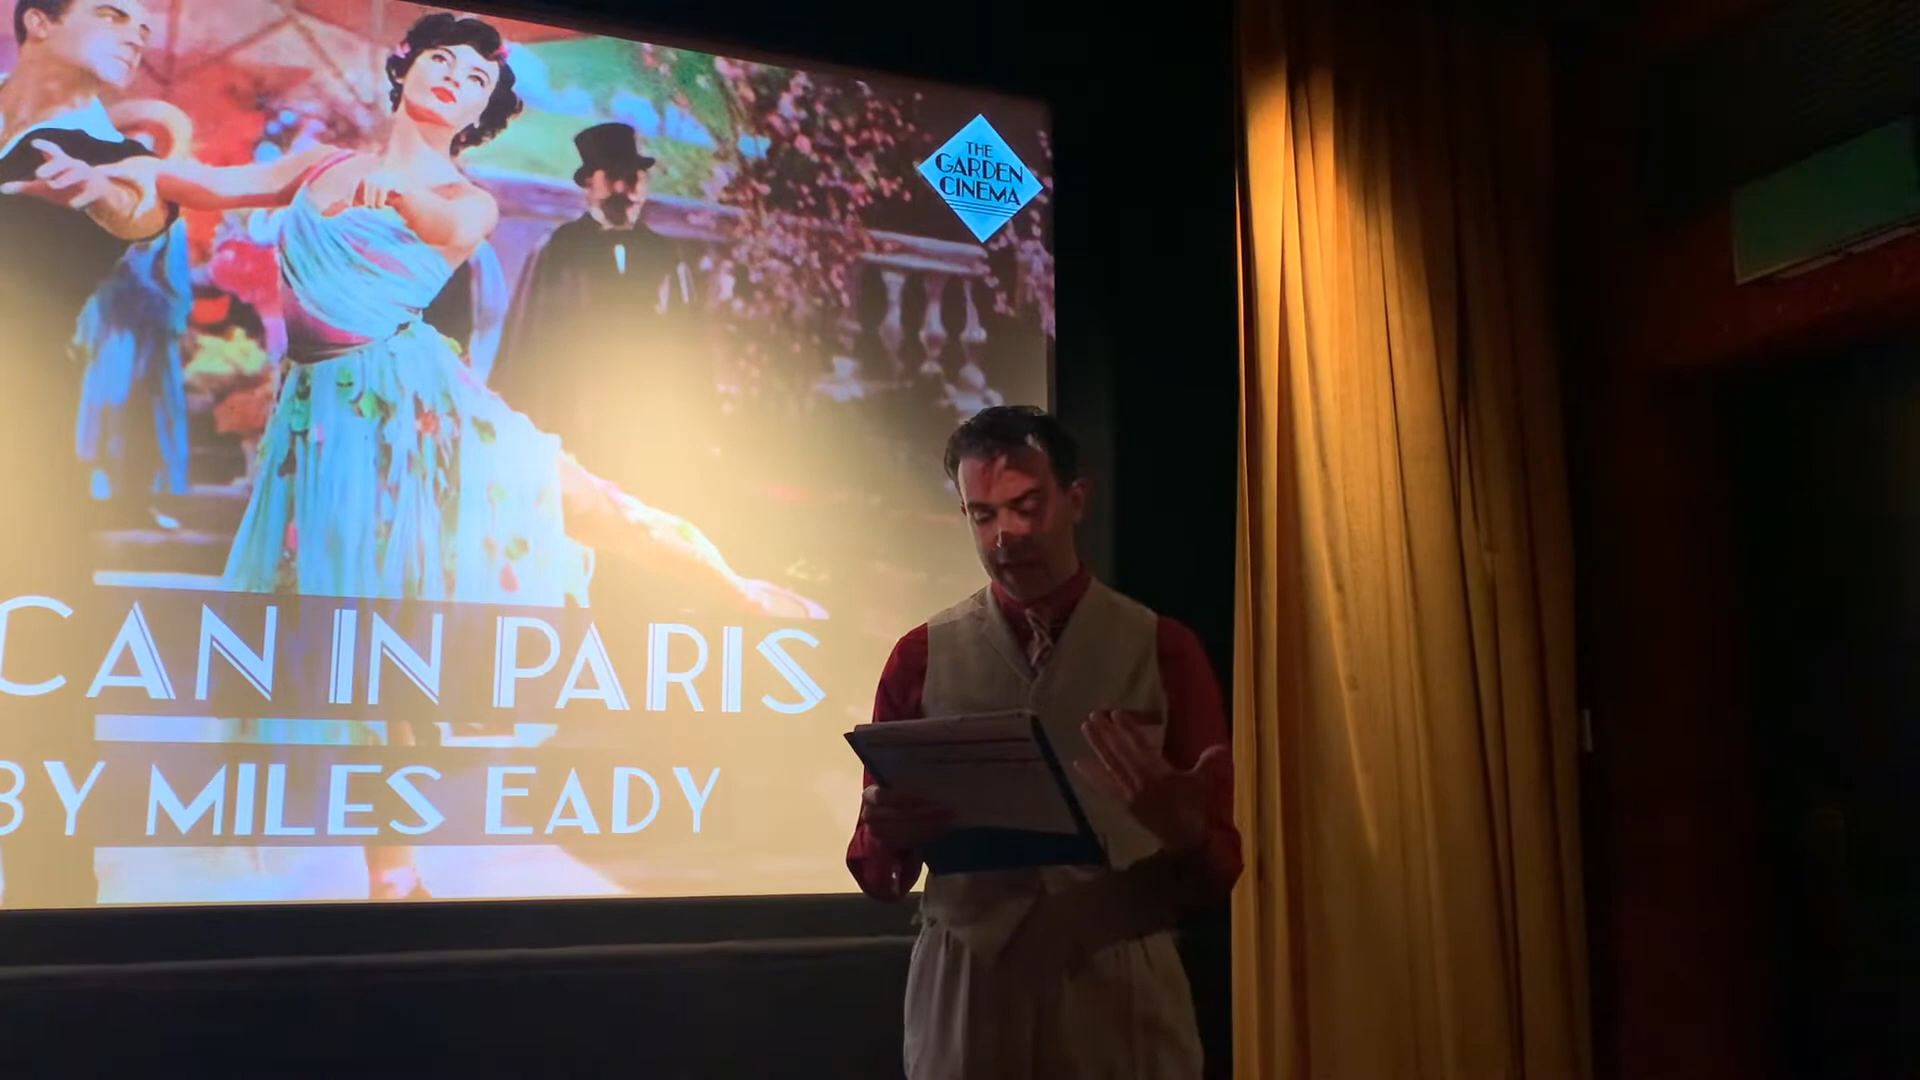 THE
GARDEN
CINEMA
CAN IN PARIS
BY MILES EADY